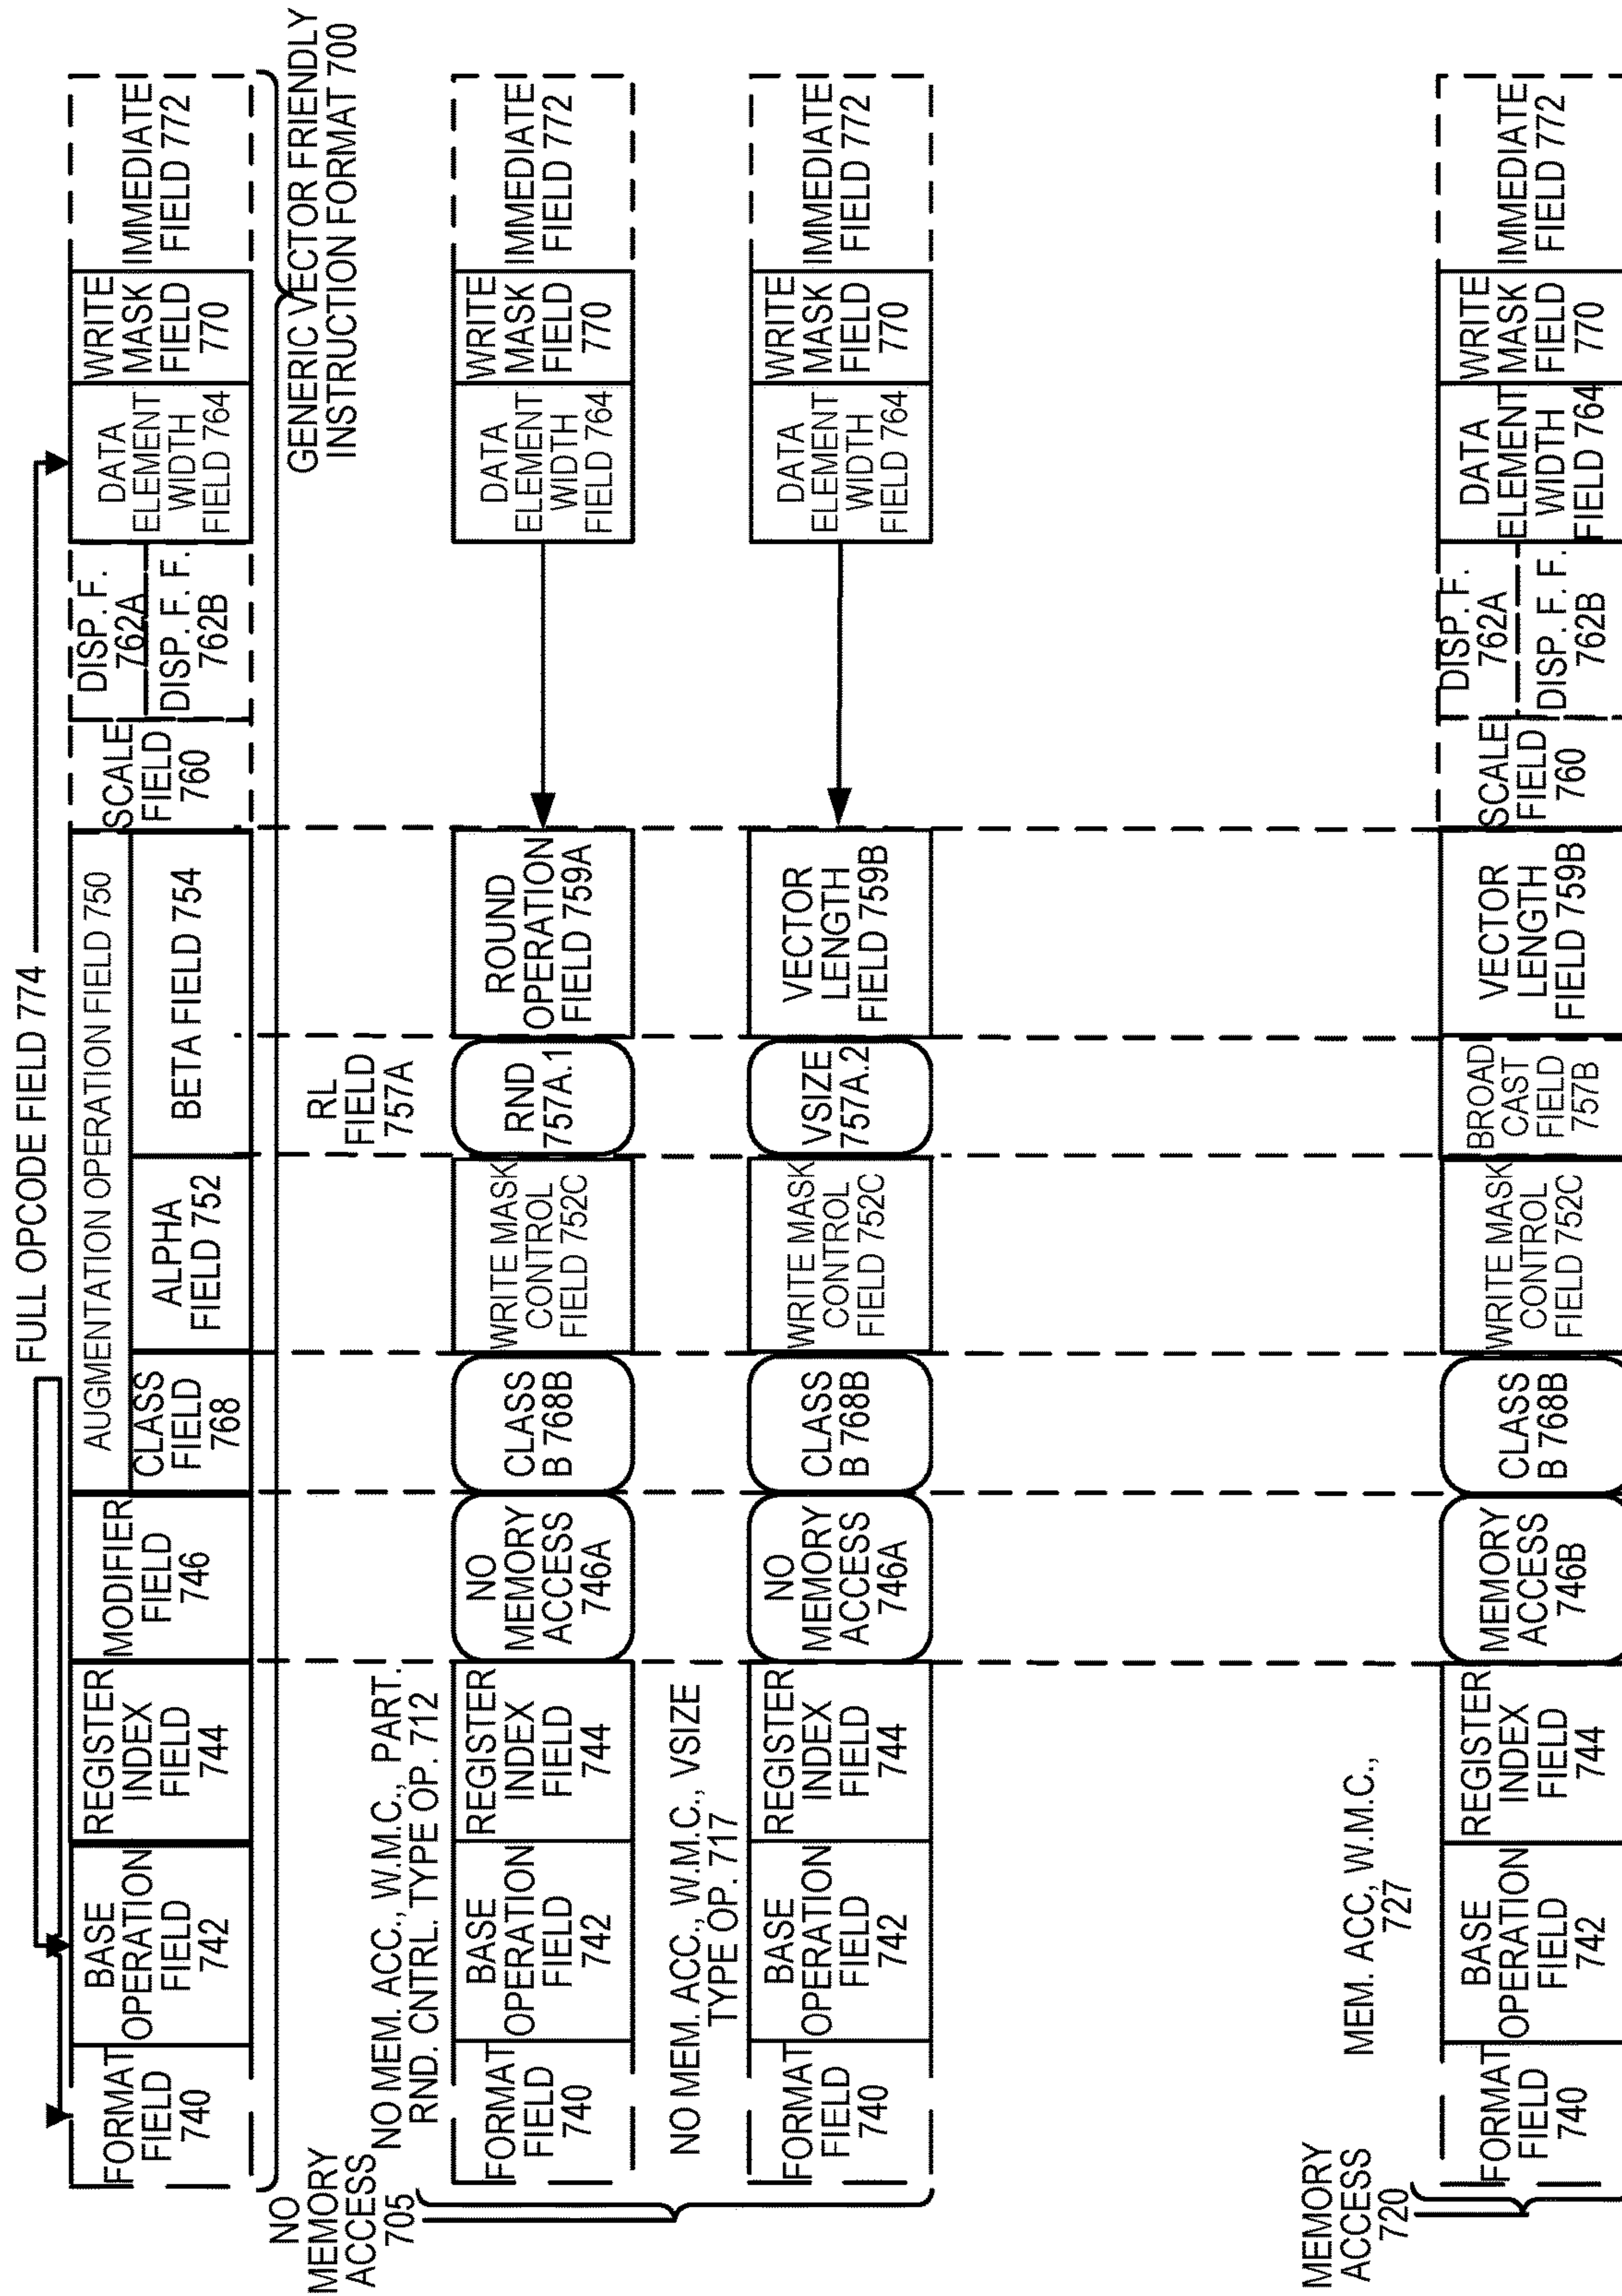 FULL OPCODE FIELD 774
FORMAT
FIELD
740
BASE
OPERATION
FIELD
742
REGISTER
INDEX
FIELD
744
MODIFIER
FIELD
746
AUGMENTATION OPERATION FIELD 750
CLASS
FIELD
768
ALPHA
FIELD 752
BETA FIELD 754
SCALE
FIELD
760
DISP. F.
762A
DISP. F. F.
762B
DATA
ELEMENT
WIDTH
FIELD 764
WRITE
MASK
FIELD
770
IMMEDIATE
FIELD 772
GENERIC VECTOR FRIENDLY
INSTRUCTION FORMAT 700
NO
MEMORY
ACCESS
705
RL
FIELD
757A
NO MEM. ACC., W.M.C., PART.
RND. CNTRL. TYPE OP. 712
FORMAT
FIELD
740
BASE
OPERATION
FIELD
742
REGISTER
INDEX
FIELD
744
NO
MEMORY
ACCESS
746A
CLASS
B 768B
WRITE MASK
CONTROL
FIELD 752C
RND
757A.1
ROUND
OPERATION
FIELD 759A
DATA
ELEMENT
WIDTH
FIELD 764
WRITE
MASK
FIELD
770
IMMEDIATE
FIELD 772
NO MEM. ACC., W.M.C., VSIZE
TYPE OP. 717
FORMAT
FIELD
740
BASE
OPERATION
FIELD
742
REGISTER
INDEX
FIELD
744
NO
MEMORY
ACCESS
746A
CLASS
B 768B
WRITE MASK
CONTROL
FIELD 752C
VSIZE
757A.2
VECTOR
LENGTH
FIELD 759B
DATA
ELEMENT
WIDTH
FIELD 764
WRITE
MASK
FIELD
770
IMMEDIATE
FIELD 772
MEMORY
ACCESS
720
MEM. ACC, W.M.C.,
727
FORMAT
FIELD
740
BASE
OPERATION
FIELD
742
REGISTER
INDEX
FIELD
744
MEMORY
ACCESS
746B
CLASS
B 768B
WRITE MASK
CONTROL
FIELD 752C
BROAD
CAST
FIELD
757B
VECTOR
LENGTH
FIELD 759B
SCALE
FIELD
760
DISP. F.
762A
DISP. F. F.
762B
DATA
ELEMENT
WIDTH
FIELD 764
WRITE
MASK
FIELD
770
IMMEDIATE
FIELD 772